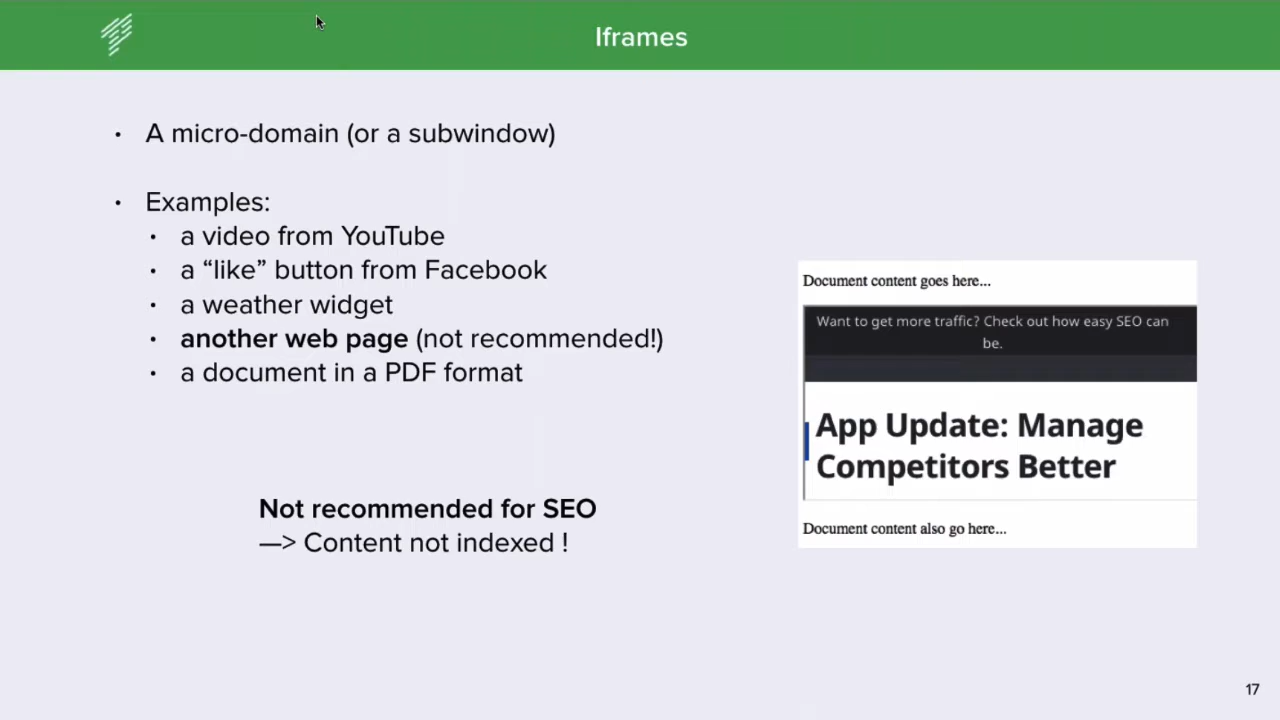 Iframes
• A micro-domain (or a subwindow)
• Examples:
• a video from YouTube
• a “like” button from Facebook
• a weather widget
• another web page (not recommended!)
• a document in a PDF format
Not recommended for SEO
—> Content not indexed !
Document content goes here...
Want to get more traffic? Check out how easy SEO can
be.
App Update: Manage
Competitors Better
Document content also go here...
17